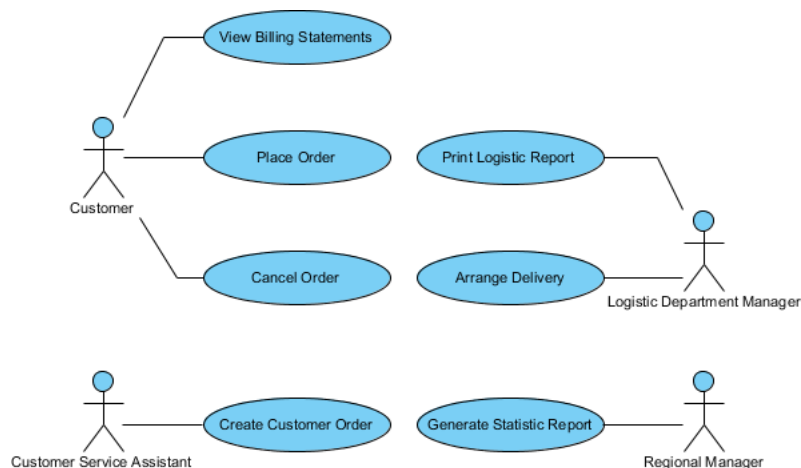 View Billing Statements
Place Order
Print Logistic Report
Customer
Cancel Order
Arrange Delivery
Logistic Department Manager
Create Customer Order
Generate Statistic Report
Customer Service Assistant
Regional Manager